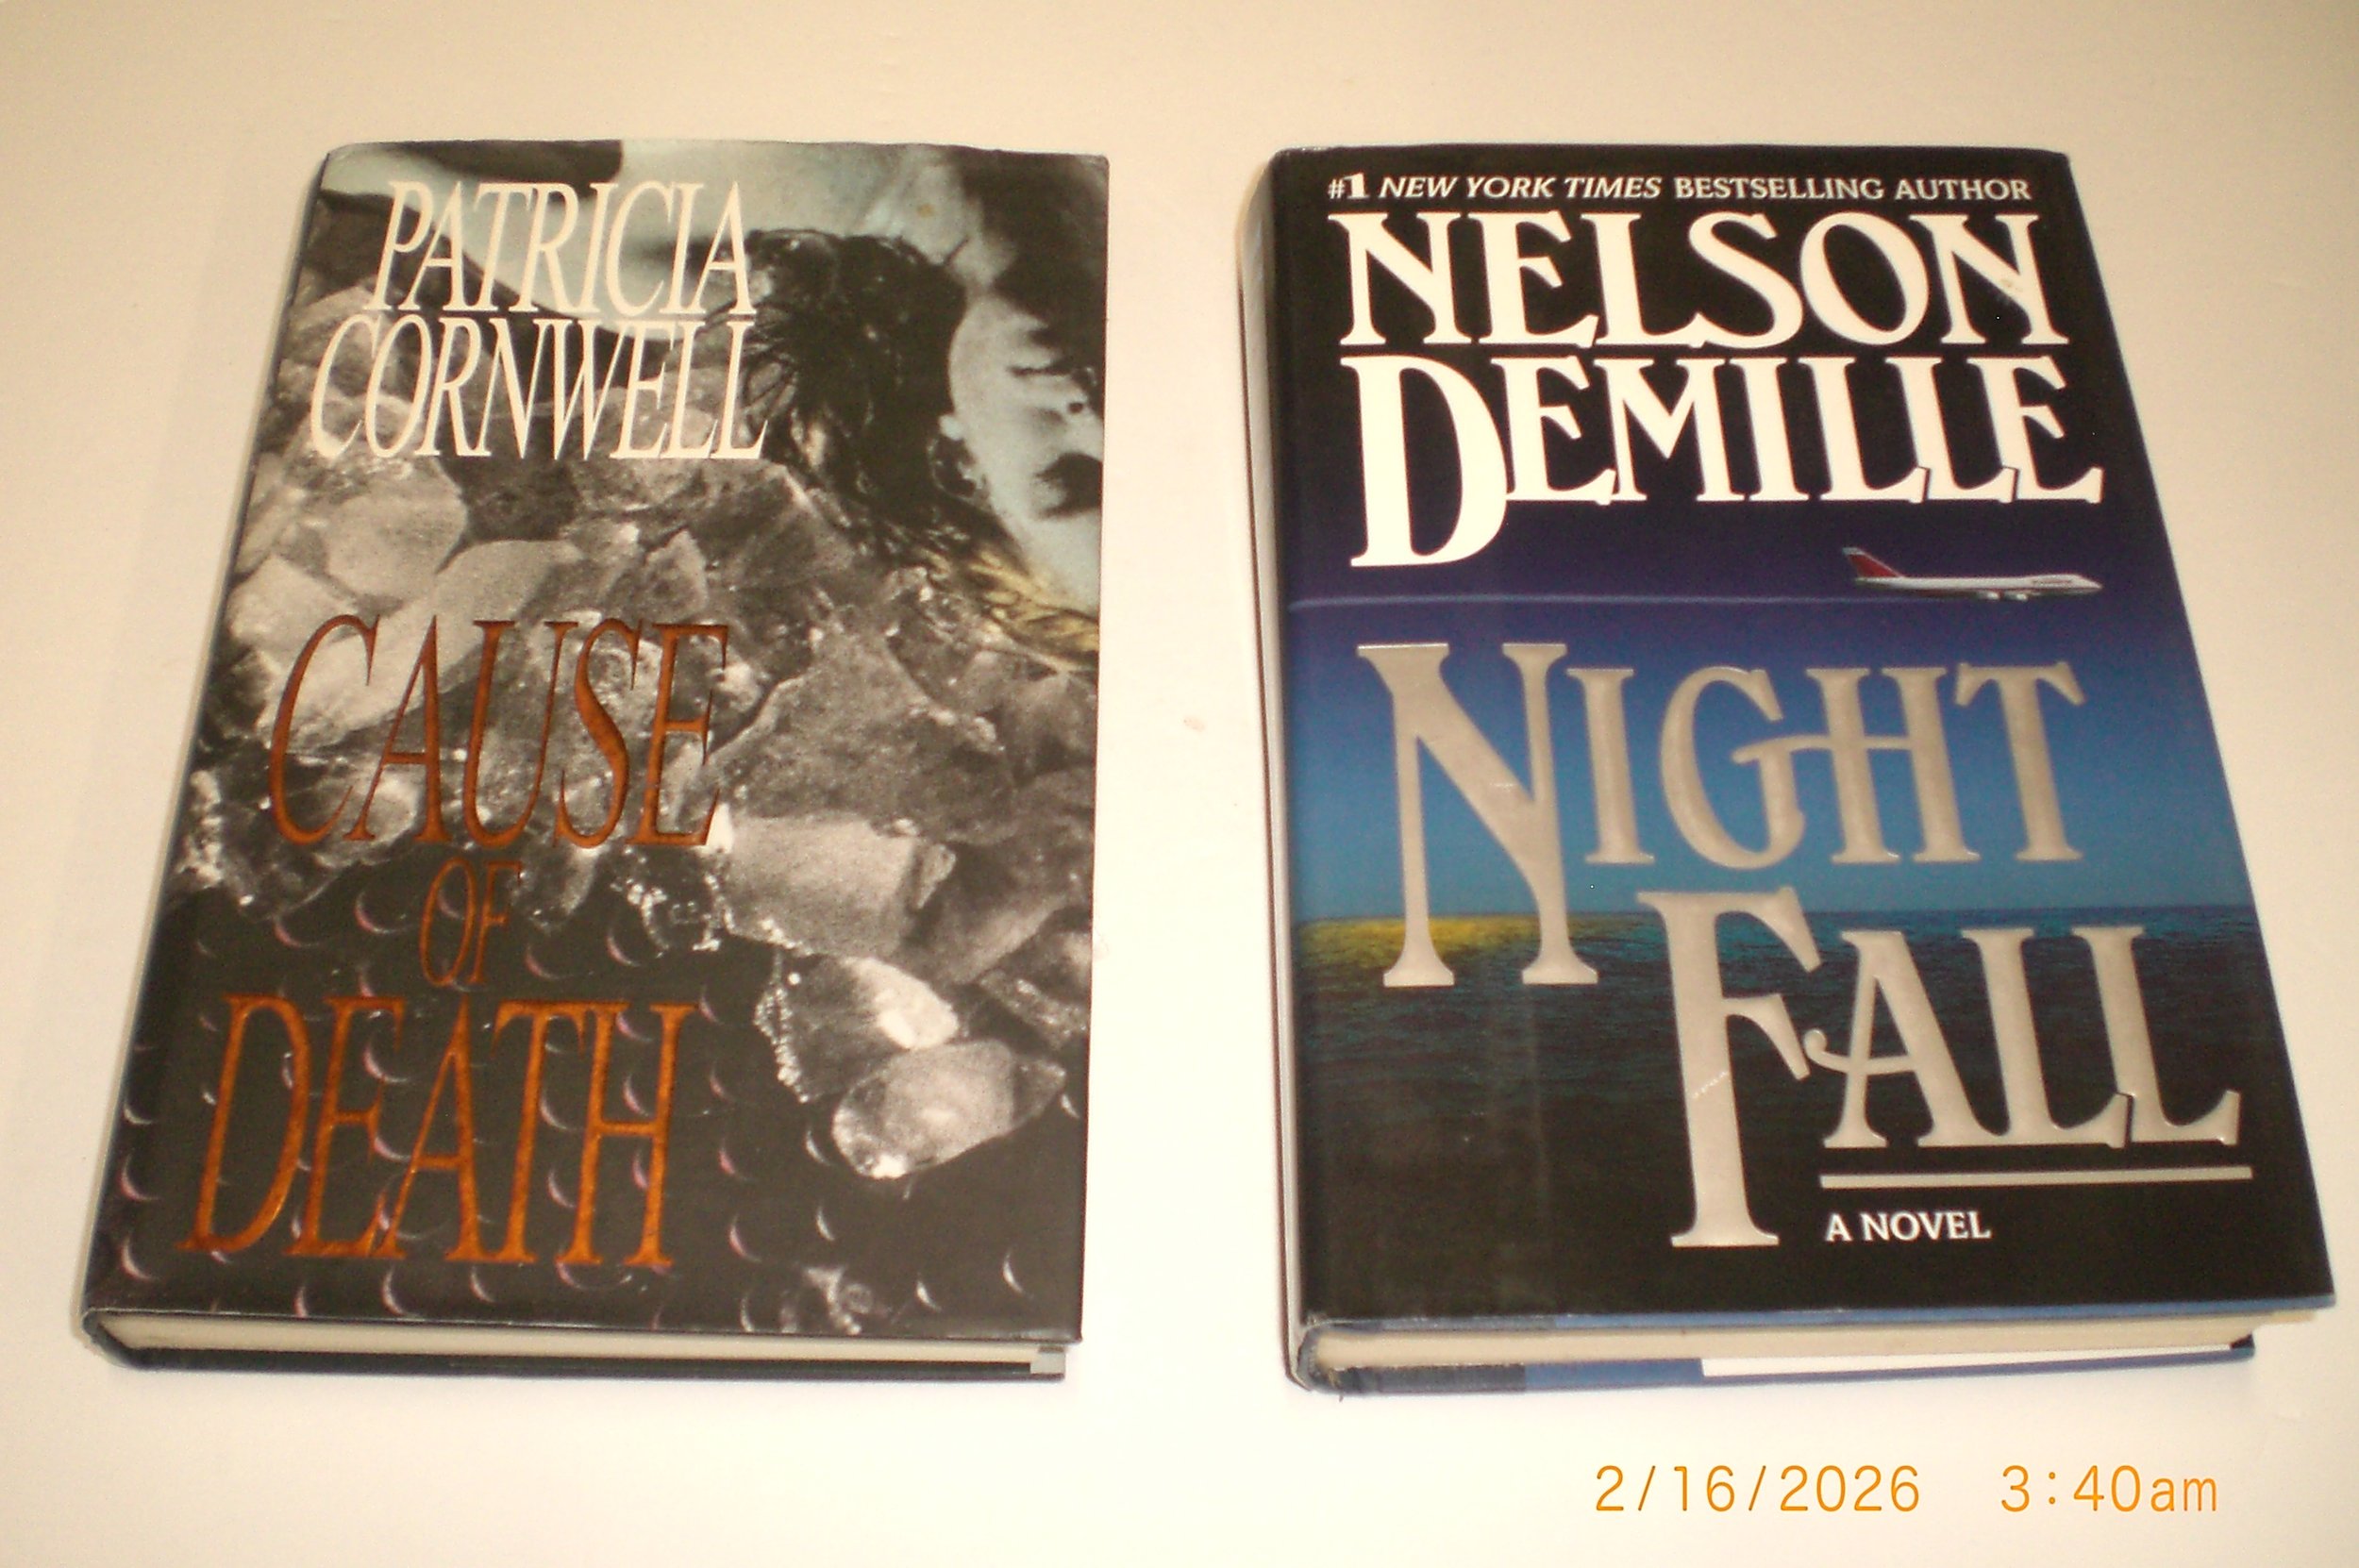 PATRICIA
CORNWELL
CAUSE
OF
DEATH
#1 NEW YORK TIMES BESTSELLING AUTHOR
NELSON
DEMILLE
NIGHT
FALL
A NOVEL
2/16/2026 3:40am